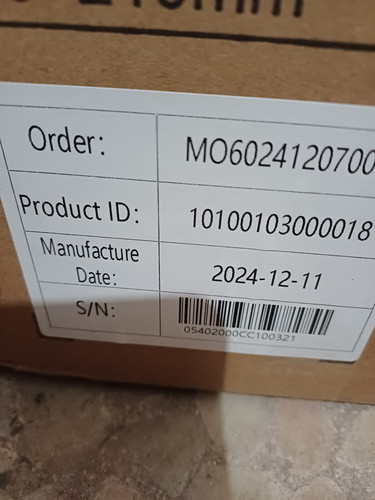 Order: MO6024120700
Product ID: 10100103000018
Manufacture
Date: 2024-12-11
S/N:
05402000CC100321